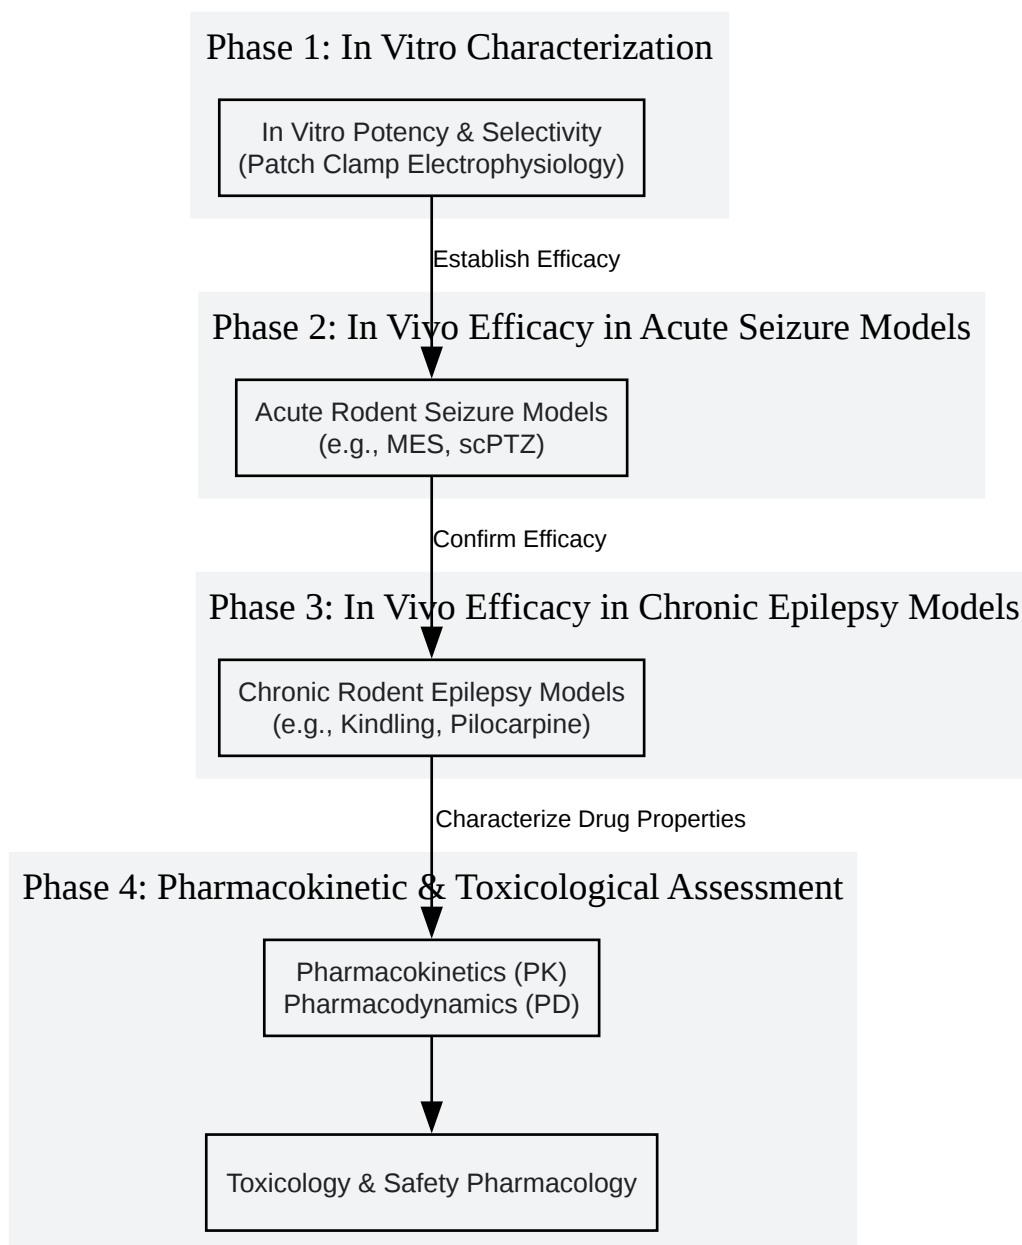 Phase 1: In Vitro Characterization
In Vitro Potency & Selectivity
(Patch Clamp Electrophysiology)
Establish Efficacy
Phase 2: In Vivo Efficacy in Acute Seizure Models
Acute Rodent Seizure Models
(e.g., MES, scPTZ)
Confirm Efficacy
Phase 3: In Vivo Efficacy in Chronic Epilepsy Models
Chronic Rodent Epilepsy Models
(e.g., Kindling, Pilocarpine)
Characterize Drug Properties
Phase 4: Pharmacokinetic & Toxicological Assessment
Pharmacokinetics (PK)
Pharmacodynamics (PD)
Toxicology & Safety Pharmacology